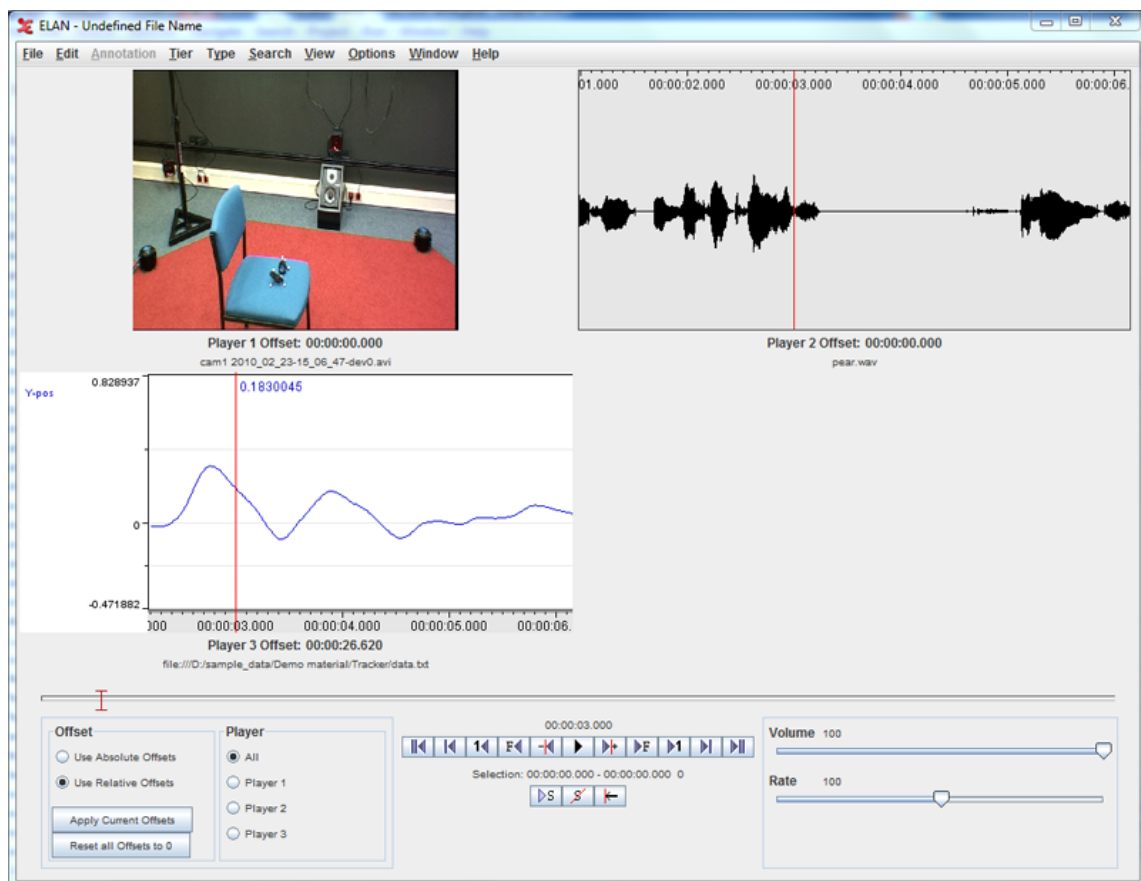 ELAN - Undefined File Name
File Edit Annotation Tier Type Search View Options Window Help
01.000 00:00:02.000 00:00:03.000 00:00:04.000 00:00:05.000 00:00:06.
Player 1 Offset: 00:00:00.000
cam1 2010_02_23-15_06_47-dev0.avi
Player 2 Offset: 00:00:00.000
pear.wav
Y-pos
0.828937
0.1830045
0
-0.471882
000 00:00:03.000 00:00:04.000 00:00:05.000 00:00:06.
Player 3 Offset: 00:00:26.620
file:///D:/sample_data/Demo material/Tracker/data.txt
Offset
Use Absolute Offsets
Use Relative Offsets
Apply Current Offsets
Reset all Offsets to 0
Player
All
Player 1
Player 2
Player 3
00:00:03.000
1 F F 1
Selection: 00:00:00.000 - 00:00:00.000 0
S S
Volume 100
Rate 100